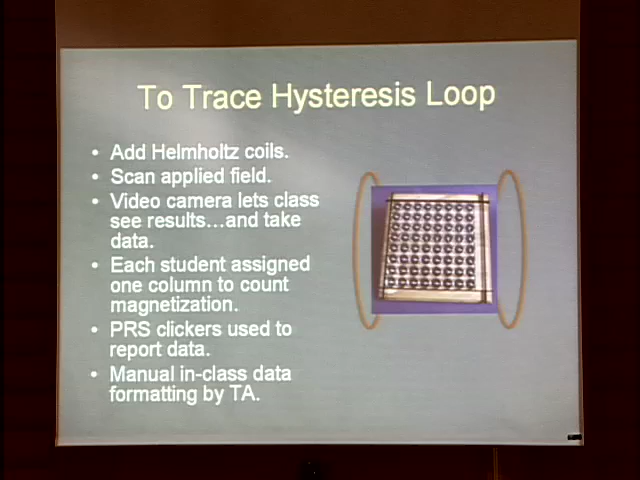 To Trace Hysteresis Loop
• Add Helmholtz coils.
• Scan applied field.
• Video camera lets class
see results...and take
data.
• Each student assigned
one column to count
magnetization.
• PRS clickers used to
report data.
• Manual in-class data
formatting by TA.